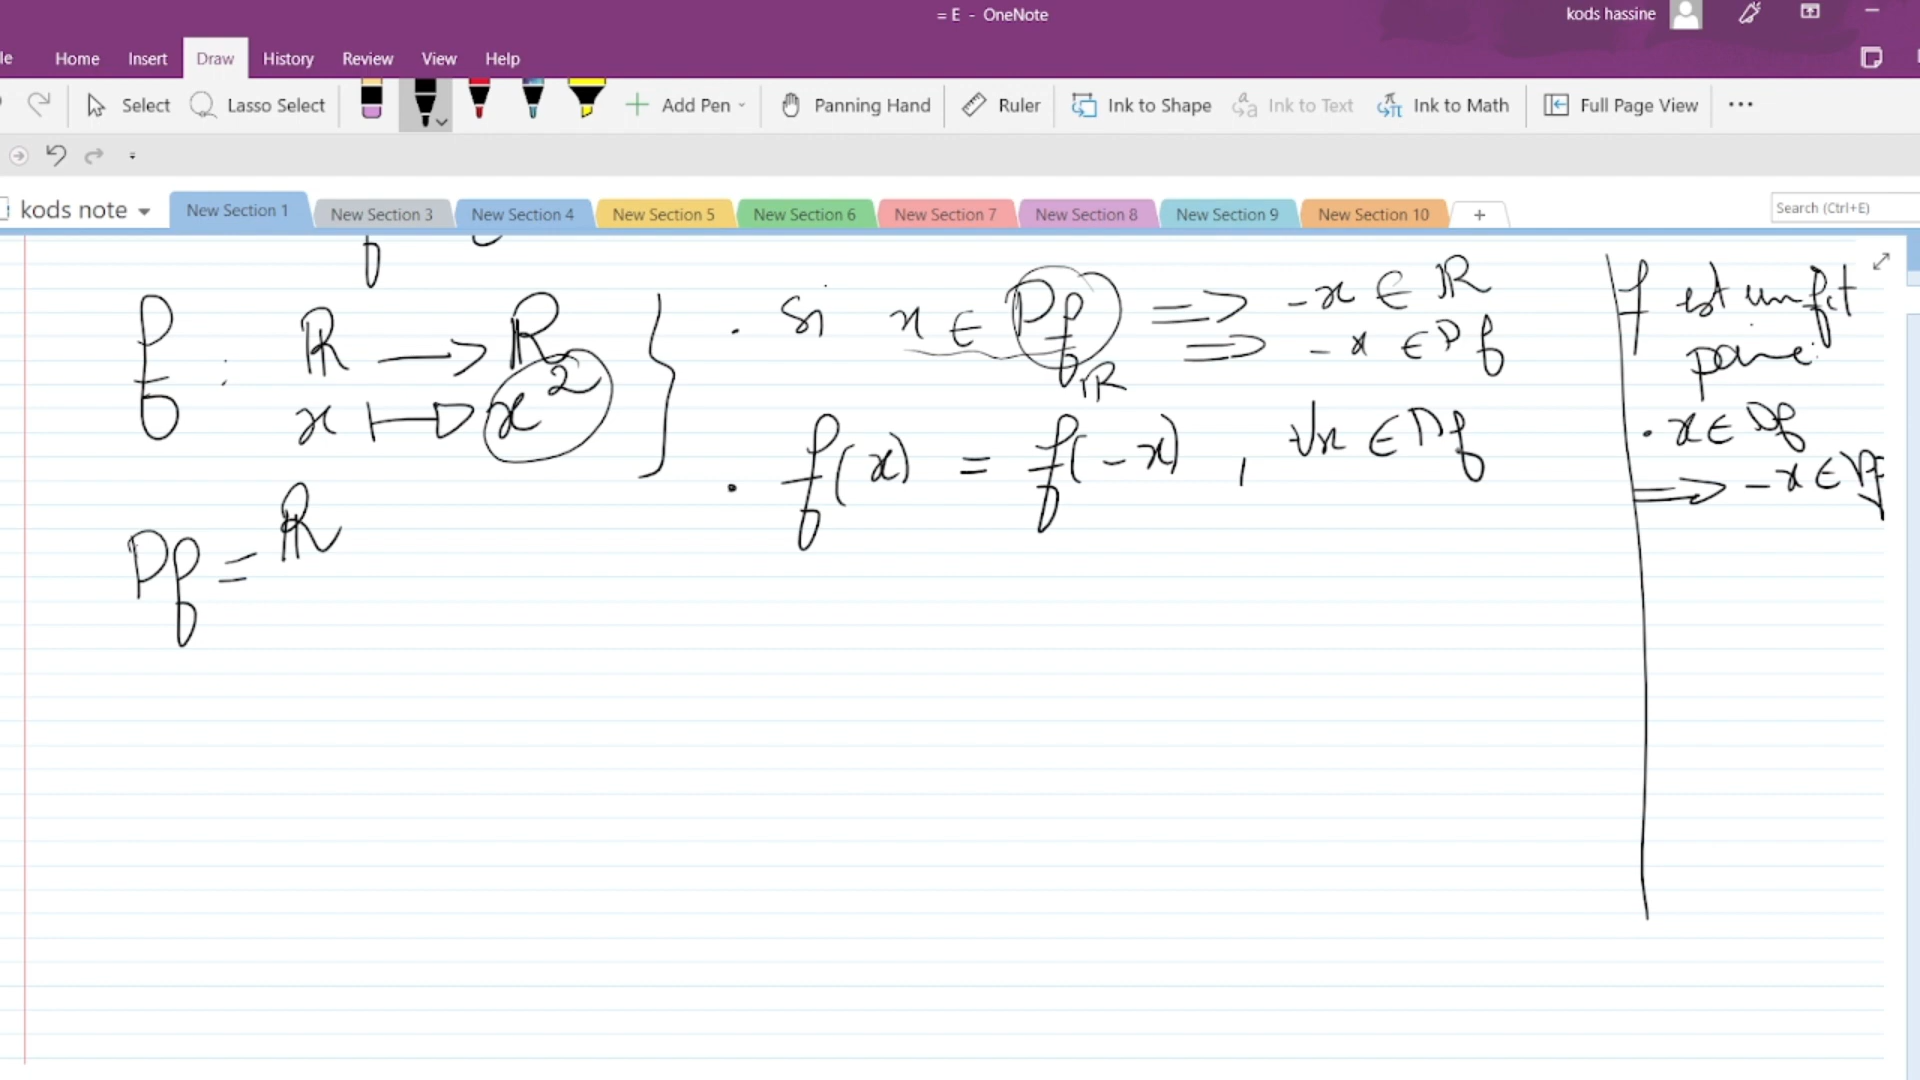 = E - OneNote
kods hassine
le Home Insert Draw History Review View Help
Select Lasso Select Add Pen Panning Hand Ruler Ink to Shape Ink to Text Ink to Math Full Page View
kods note New Section 1 New Section 3 New Section 4 New Section 5 New Section 6 New Section 7 New Section 8 New Section 9 New Section 10 + Search (Ctrl+E)
f : ℝ → ℝ
x ↦ x²
Df = ℝ
. Si x ∈ Df => -x ∈ ℝ
ℝ => -x ∈ Df
. f(x) = f(-x) , ∀x ∈ Df
f est un fct
paire:
. x ∈ Df
=> -x ∈ Df